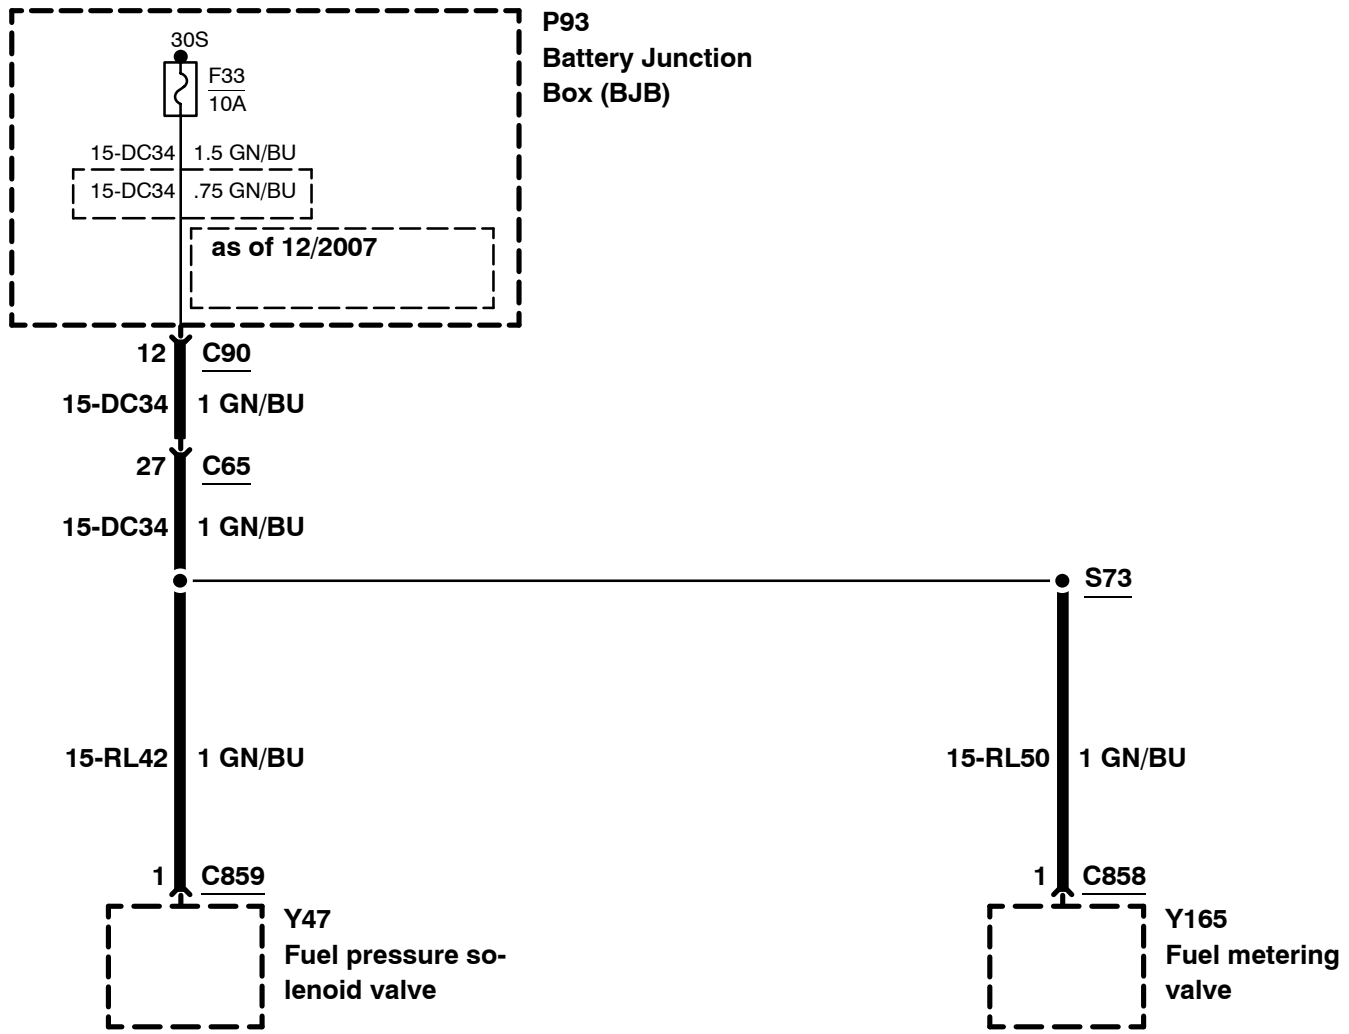 P93
Battery Junction
Box (BJB)
30S
F33
10A
15-DC34 1.5 GN/BU
15-DC34 .75 GN/BU
as of 12/2007
12 C90
15-DC34 1 GN/BU
27 C65
15-DC34 1 GN/BU
S73
15-RL42 1 GN/BU
15-RL50 1 GN/BU
1 C859
1 C858
Y47
Fuel pressure so-
lenoid valve
Y165
Fuel metering
valve